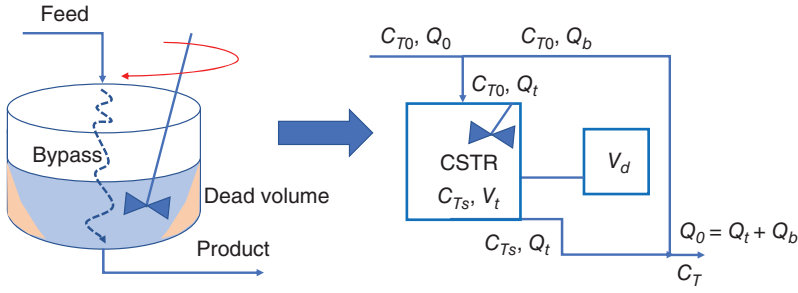 Feed
Bypass
Dead volume
Product
C_T0, Q_0
C_T0, Q_b
C_T0, Q_t
CSTR
C_Ts, V_t
V_d
C_Ts, Q_t
Q_0 = Q_t + Q_b
C_T